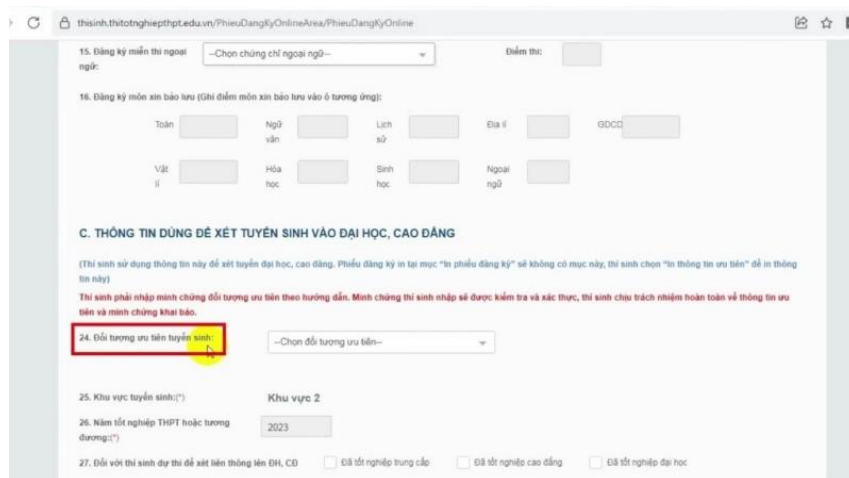 thisinh.thitotnghiepthpt.edu.vn/PhieuDangKyOnlineArea/PhieuDangKyOnline
15. Đăng ký miễn thi ngoại ngữ:
--Chọn chứng chỉ ngoại ngữ--
Điểm thi:
16. Đăng ký môn xin bảo lưu (Ghi điểm môn xin bảo lưu vào ô tương ứng):
Toán
Ngữ văn
Lịch sử
Địa lí
GDCD
Vật lí
Hóa học
Sinh học
Ngoại ngữ
C. THÔNG TIN DÙNG ĐỂ XÉT TUYỂN SINH VÀO ĐẠI HỌC, CAO ĐẲNG
(Thí sinh sử dụng thông tin này để xét tuyển đại học, cao đẳng. Phiếu đăng ký in tại mục "In phiếu đăng ký" sẽ không có mục này, thí sinh chọn "In thông tin ưu tiên" để in thông
tin này)
Thí sinh phải nhập minh chứng đối tượng ưu tiên theo hướng dẫn. Minh chứng thí sinh nhập sẽ được kiểm tra và xác thực, thí sinh chịu trách nhiệm hoàn toàn về thông tin ưu
tiên và minh chứng khai báo.
24. Đối tượng ưu tiên tuyển sinh:
--Chọn đối tượng ưu tiên--
25. Khu vực tuyển sinh:(*)
Khu vực 2
26. Năm tốt nghiệp THPT hoặc tương
đương:(*)
2023
27. Đối với thí sinh dự thi để xét liên thông lên ĐH, CĐ
Đã tốt nghiệp trung cấp
Đã tốt nghiệp cao đẳng
Đã tốt nghiệp đại học